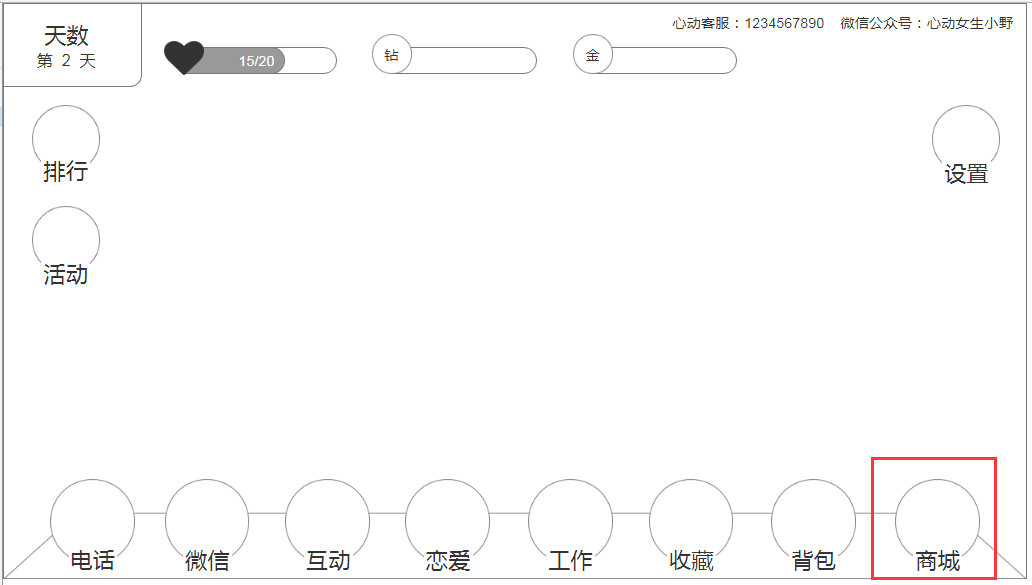 天数
第 2 天
15/20
钻
金
心动客服：1234567890 微信公众号：心动女生小野
排行
设置
活动
电话
微信
互动
恋爱
工作
收藏
背包
商城